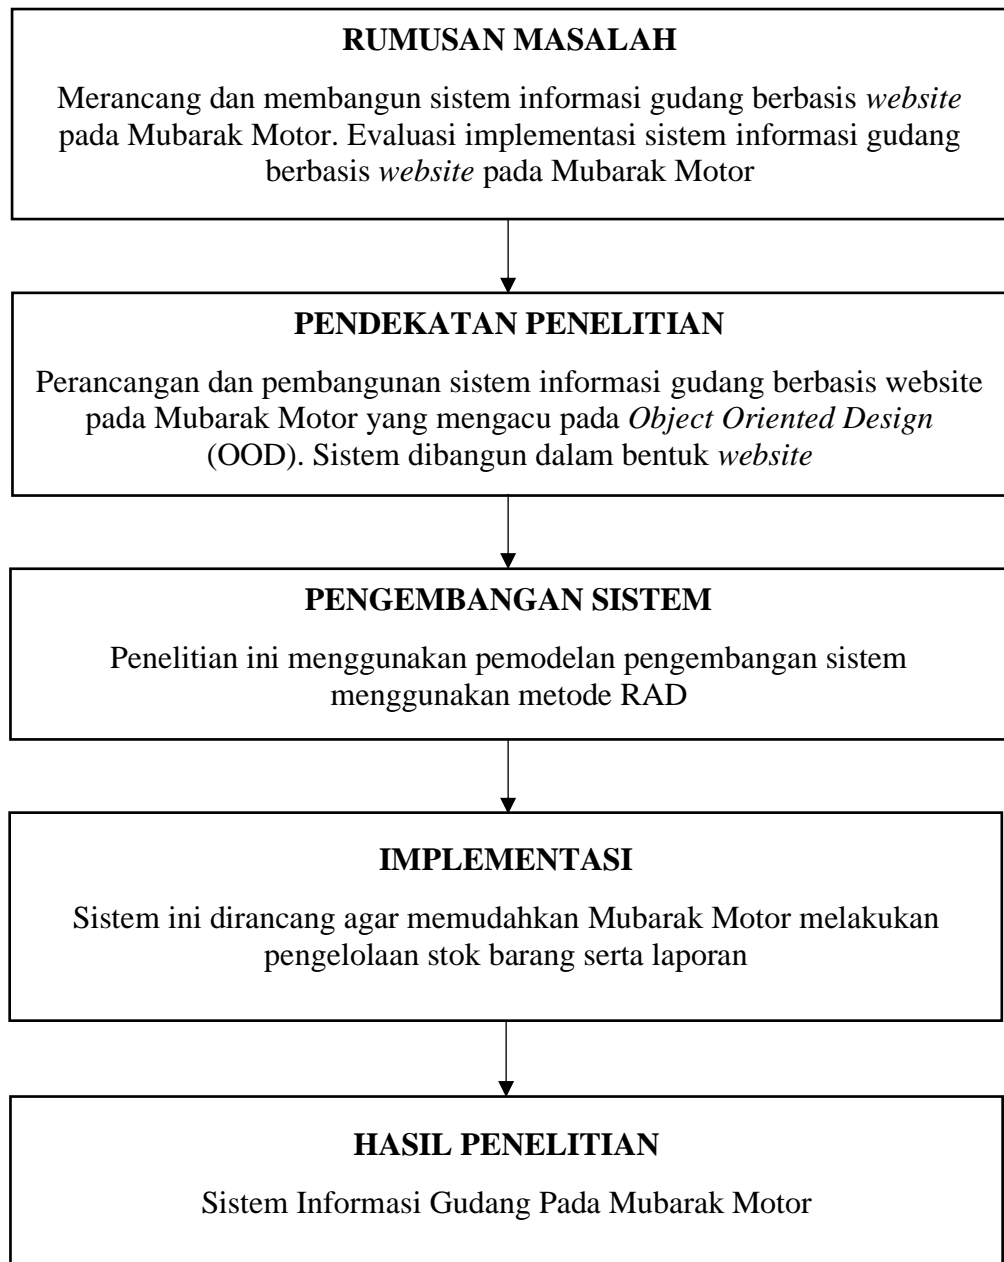 RUMUSAN MASALAH
Merancang dan membangun sistem informasi gudang berbasis website
pada Mubarak Motor. Evaluasi implementasi sistem informasi gudang
berbasis website pada Mubarak Motor
PENDEKATAN PENELITIAN
Perancangan dan pembangunan sistem informasi gudang berbasis website
pada Mubarak Motor yang mengacu pada Object Oriented Design
(OOD). Sistem dibangun dalam bentuk website
PENGEMBANGAN SISTEM
Penelitian ini menggunakan pemodelan pengembangan sistem
menggunakan metode RAD
IMPLEMENTASI
Sistem ini dirancang agar memudahkan Mubarak Motor melakukan
pengelolaan stok barang serta laporan
HASIL PENELITIAN
Sistem Informasi Gudang Pada Mubarak Motor